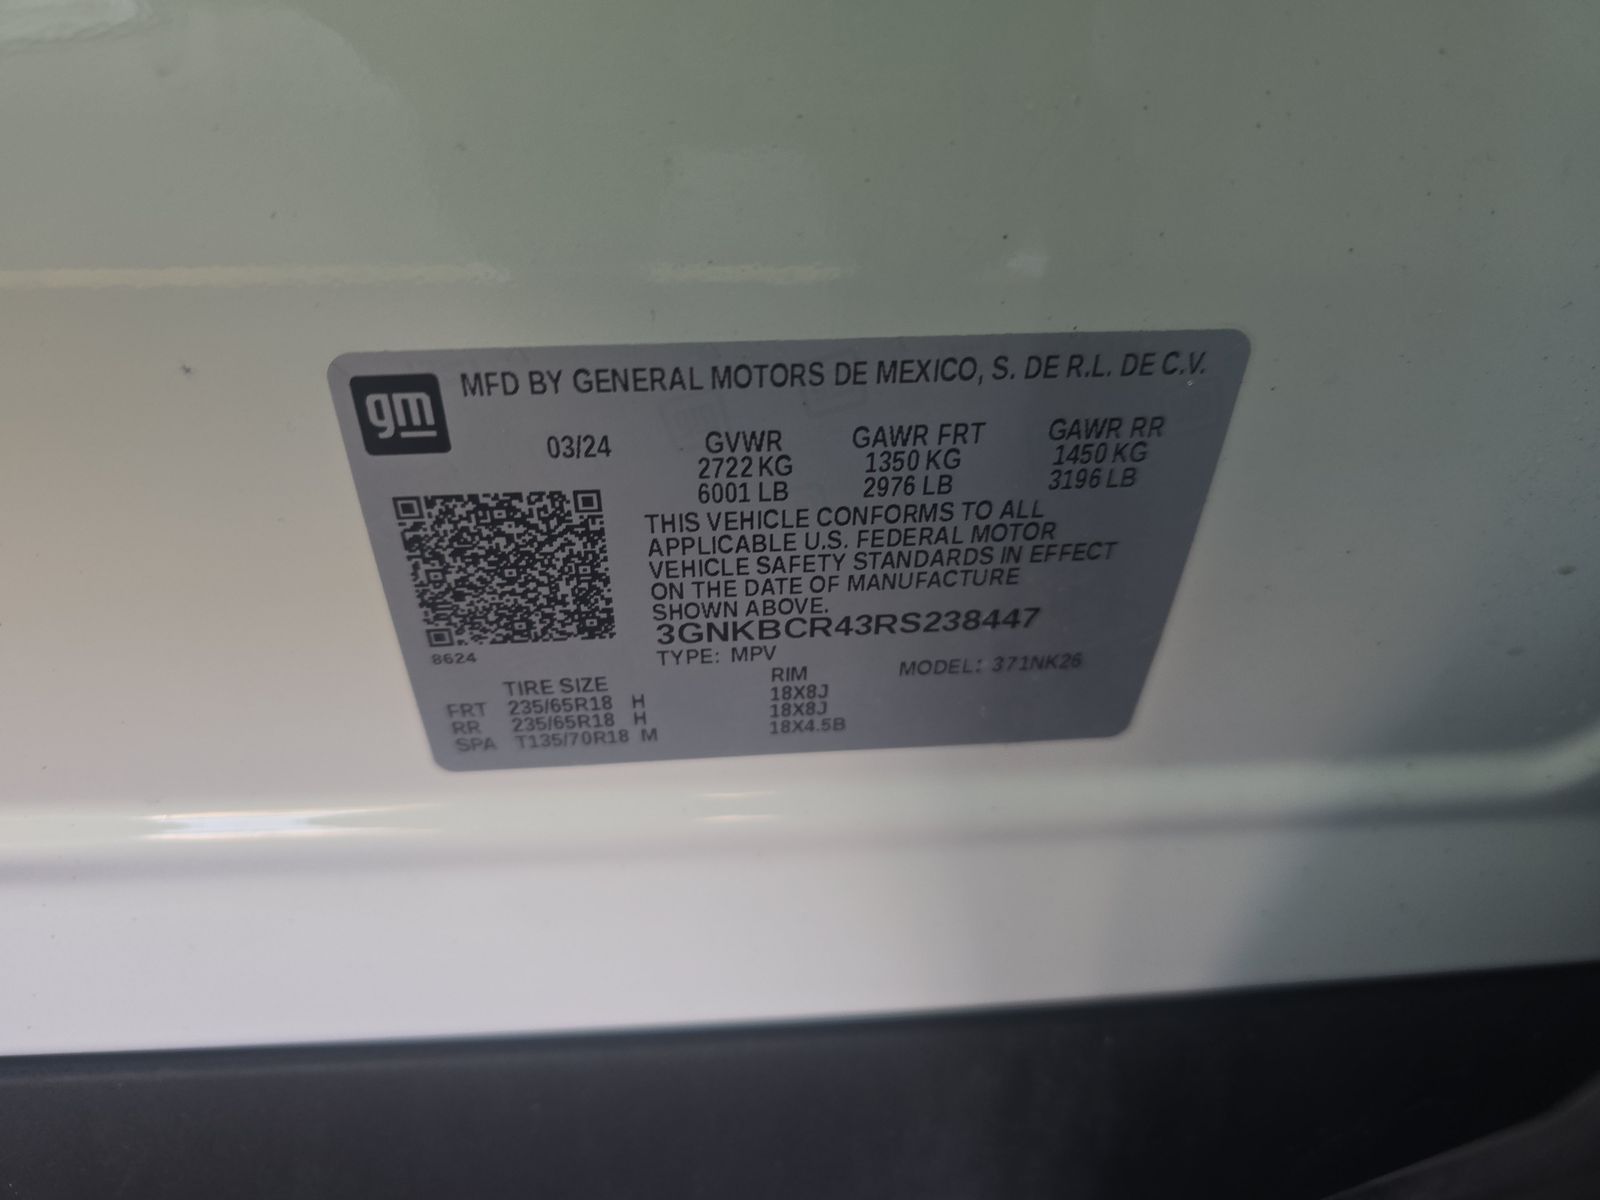 gm
MFD BY GENERAL MOTORS DE MEXICO, S. DE R.L. DE C.V.
03/24 GVWR GAWR FRT GAWR RR
2722 KG 1350 KG 1450 KG
6001 LB 2976 LB 3196 LB
THIS VEHICLE CONFORMS TO ALL
APPLICABLE U.S. FEDERAL MOTOR
VEHICLE SAFETY STANDARDS IN EFFECT
ON THE DATE OF MANUFACTURE
SHOWN ABOVE.
3GNKBCR43RS238447
8624
TYPE: MPV MODEL: 371NK26
TIRE SIZE RIM
FRT 235/65R18 H 18X8J
RR 235/65R18 H 18X8J
SPA T135/70R18 M 18X4.5B